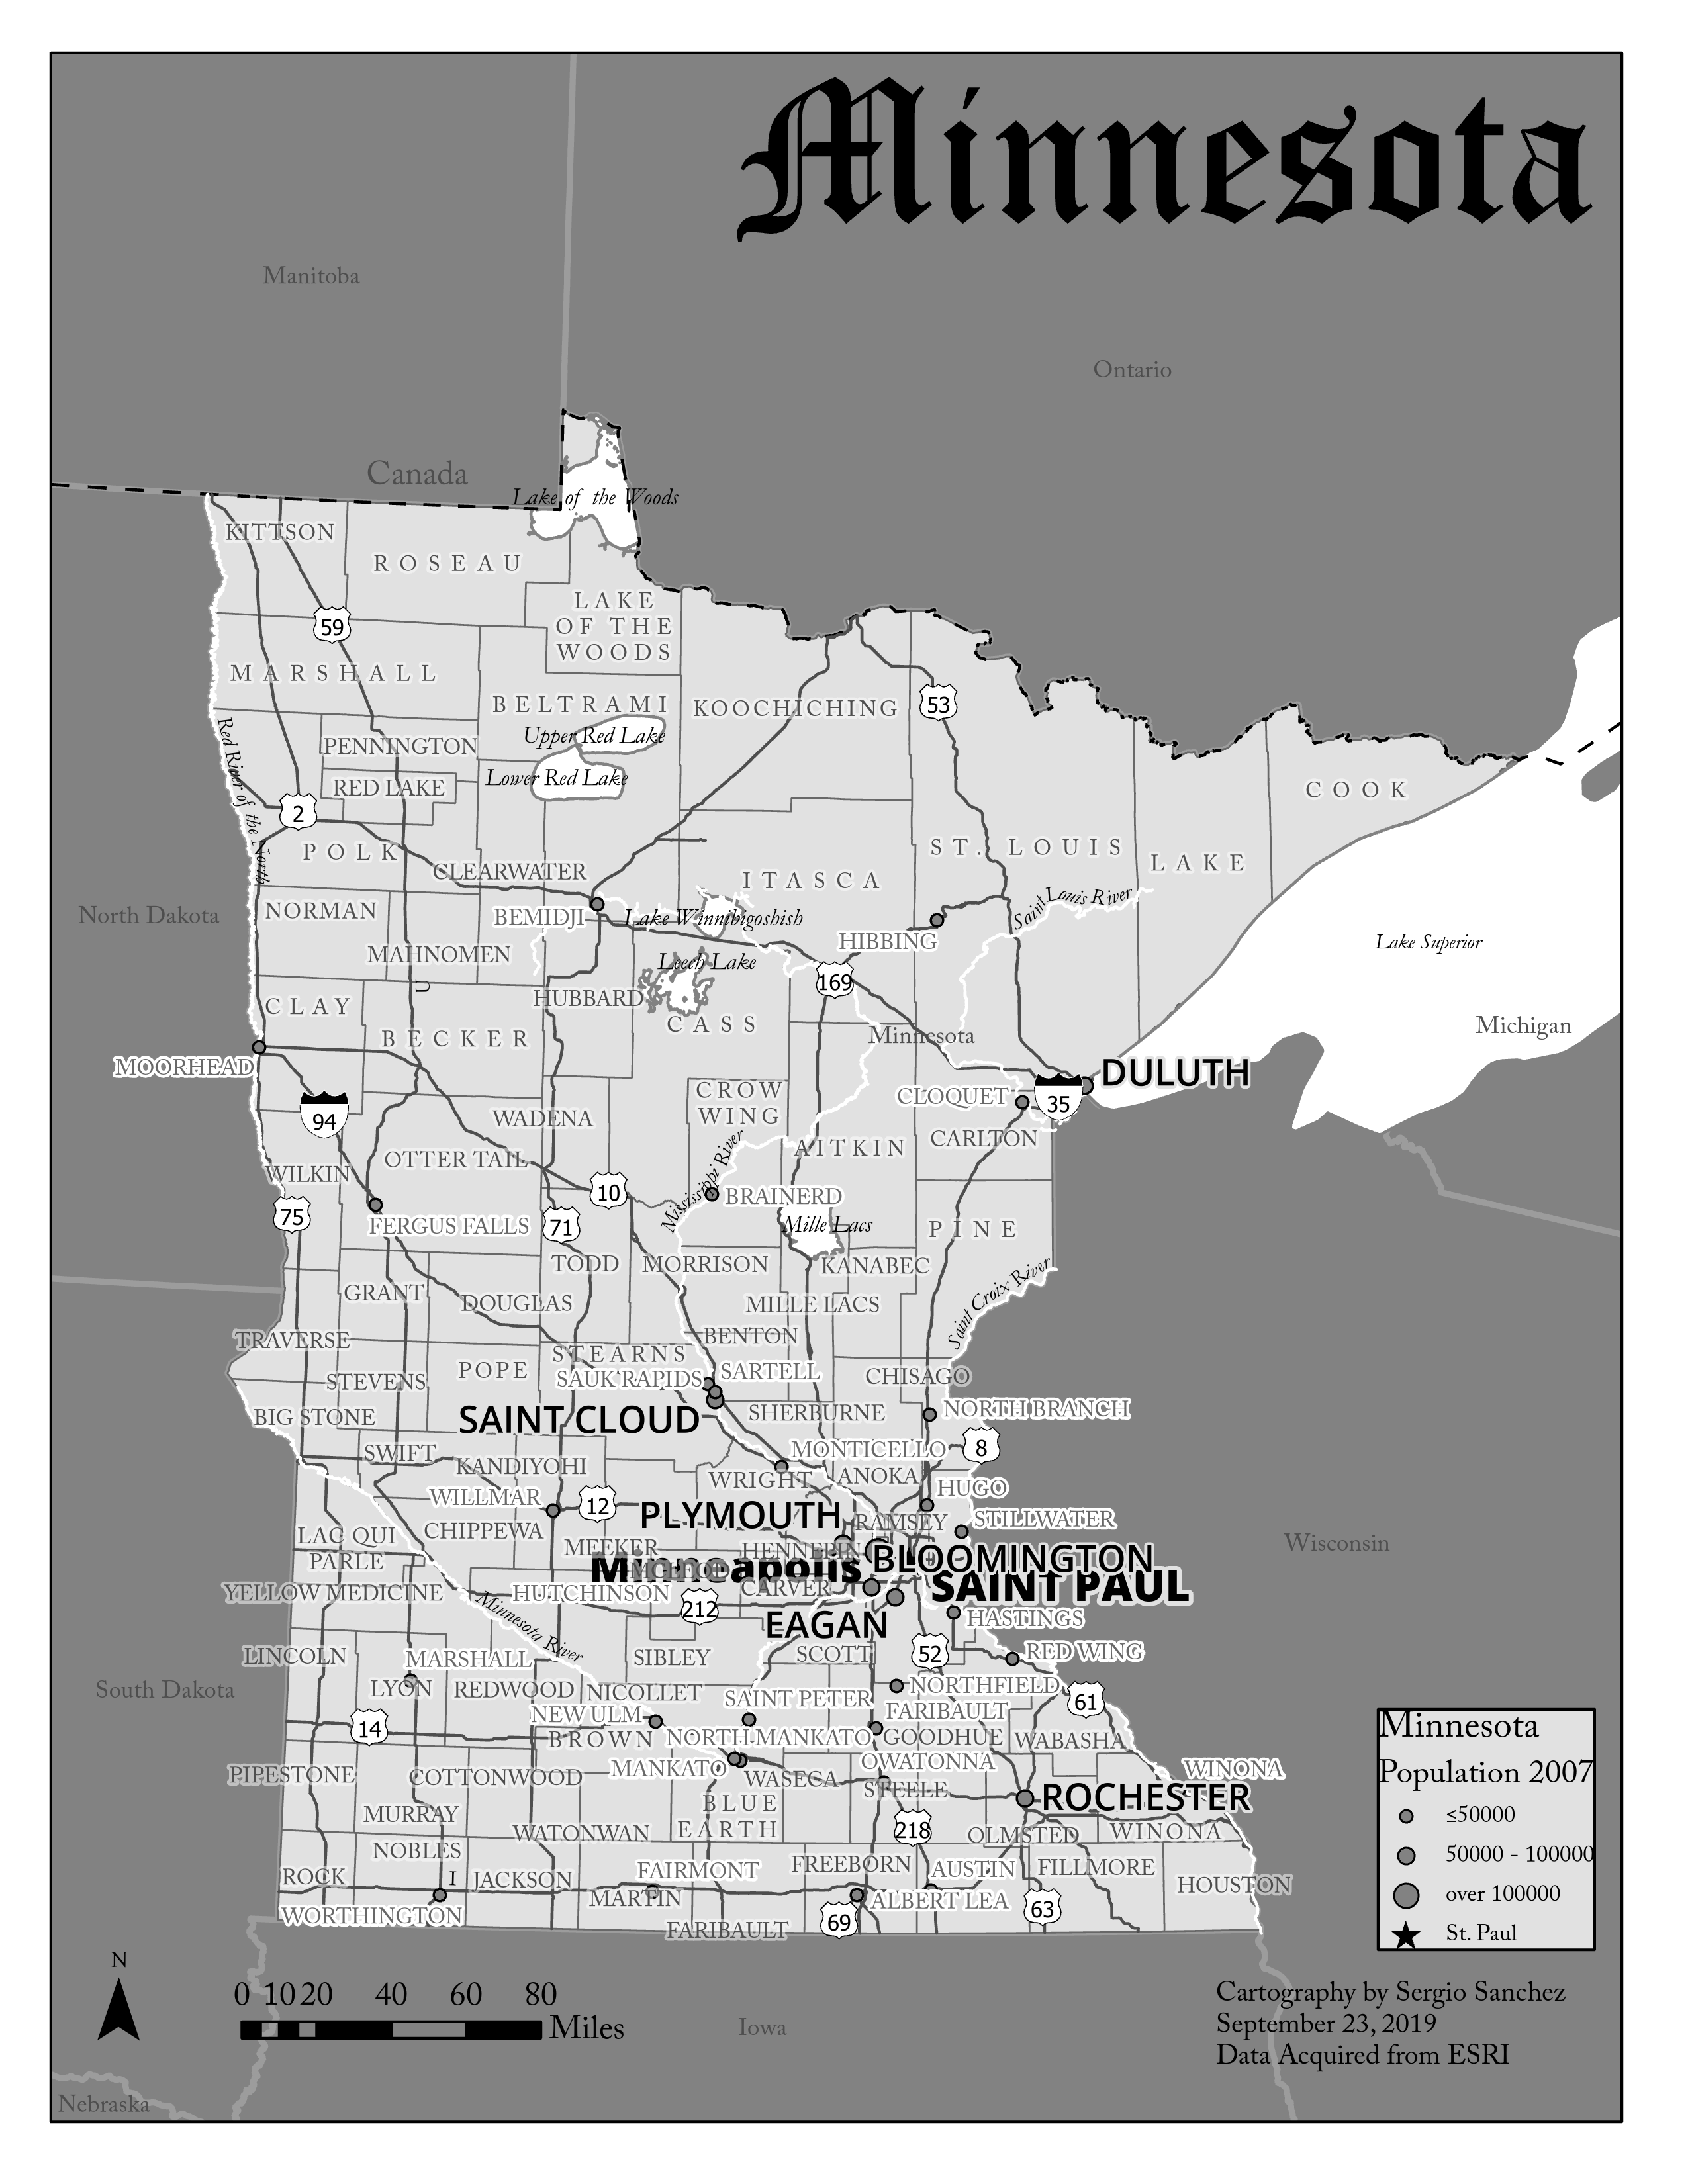 Minnesota
Manitoba
Ontario
Canada
Lake of the Woods
KITTSON
ROSEAU
LAKE
OF THE
WOODS
59
MARSHALL
BELTRAMI
KOOCHICHING
53
Red River of the North
Upper Red Lake
PENNINGTON
Lower Red Lake
RED LAKE
COOK
2
POLK
ST. LOUIS
LAKE
CLEARWATER
ITASCA
Saint Louis River
North Dakota
NORMAN
BEMIDJI
Lake Winnibigoshish
HIBBING
Lake Superior
MAHNOMEN
Leech Lake
169
CLAY
HUBBARD
CASS
Michigan
BECKER
Minnesota
MOORHEAD
DULUTH
94
CROW
WING
CLOQUET
35
WADENA
AITKIN
CARLTON
OTTER TAIL
WILKIN
Mississippi River
10
BRAINERD
75
FERGUS FALLS
71
Mille Lacs
PINE
TODD
MORRISON
KANABEC
GRANT
DOUGLAS
MILLE LACS
Saint Croix River
TRAVERSE
BENTON
STEARNS
POPE
SAUK RAPIDS
SARTELL
STEVENS
CHISAGO
BIG STONE
SAINT CLOUD
SHERBURNE
NORTH BRANCH
SWIFT
MONTICELLO
8
KANDIYOHI
WRIGHT
ANOKA
HUGO
WILLMAR
12
PLYMOUTH
RAMSEY
STILLWATER
LAC QUI
PARLE
CHIPPEWA
MEEKER
HENNEPIN
BLOOMINGTON
Wisconsin
Minneapolis
MCLEOD
CARVER
SAINT PAUL
YELLOW MEDICINE
HUTCHINSON
212
Minnesota River
EAGAN
HASTINGS
LINCOLN
MARSHALL
SIBLEY
SCOTT
52
RED WING
South Dakota
LYON
REDWOOD
NICOLLET
SAINT PETER
NORTHFIELD
61
14
NEW ULM
FARIBAULT
BROWN
NORTH MANKATO
GOODHUE
WABASHA
PIPESTONE
COTTONWOOD
MANKATO
WASECA
OWATONNA
STEELE
WINONA
ROCHESTER
MURRAY
BLUE
EARTH
WATONWAN
218
OLMSTED
WINONA
NOBLES
ROCK
I
JACKSON
FAIRMONT
FREEBORN
AUSTIN
FILLMORE
HOUSTON
MARTIN
ALBERT LEA
63
WORTHINGTON
69
FARIBAULT
Minnesota
Population 2007
≤50000
50000 - 100000
over 100000
St. Paul
N
0 10 20 40 60 80
Miles
Iowa
Nebraska
Cartography by Sergio Sanchez
September 23, 2019
Data Acquired from ESRI